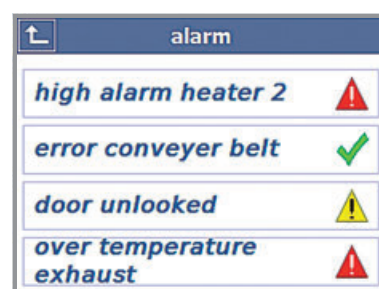 alarm
high alarm heater 2
error conveyer belt
door unlooked
over temperature
exhaust